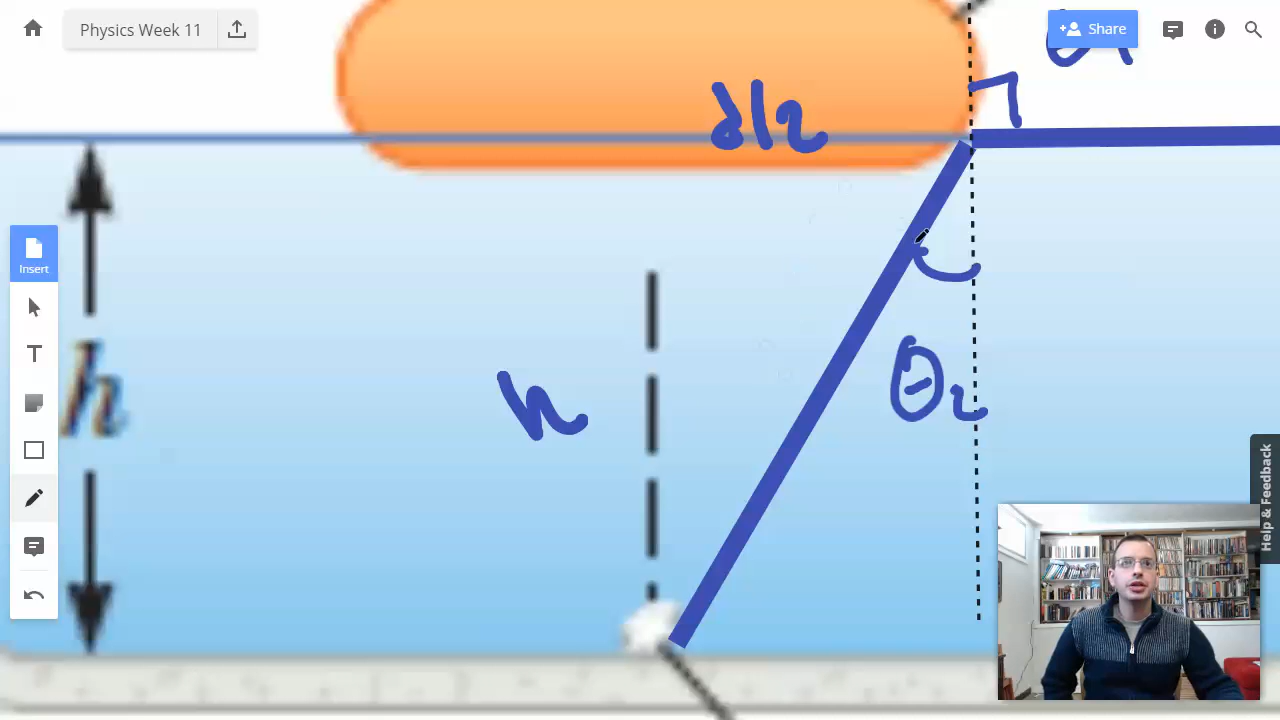 Physics Week 11
Share
d/2
Insert
T
h
h
θ2
Help & Feedback